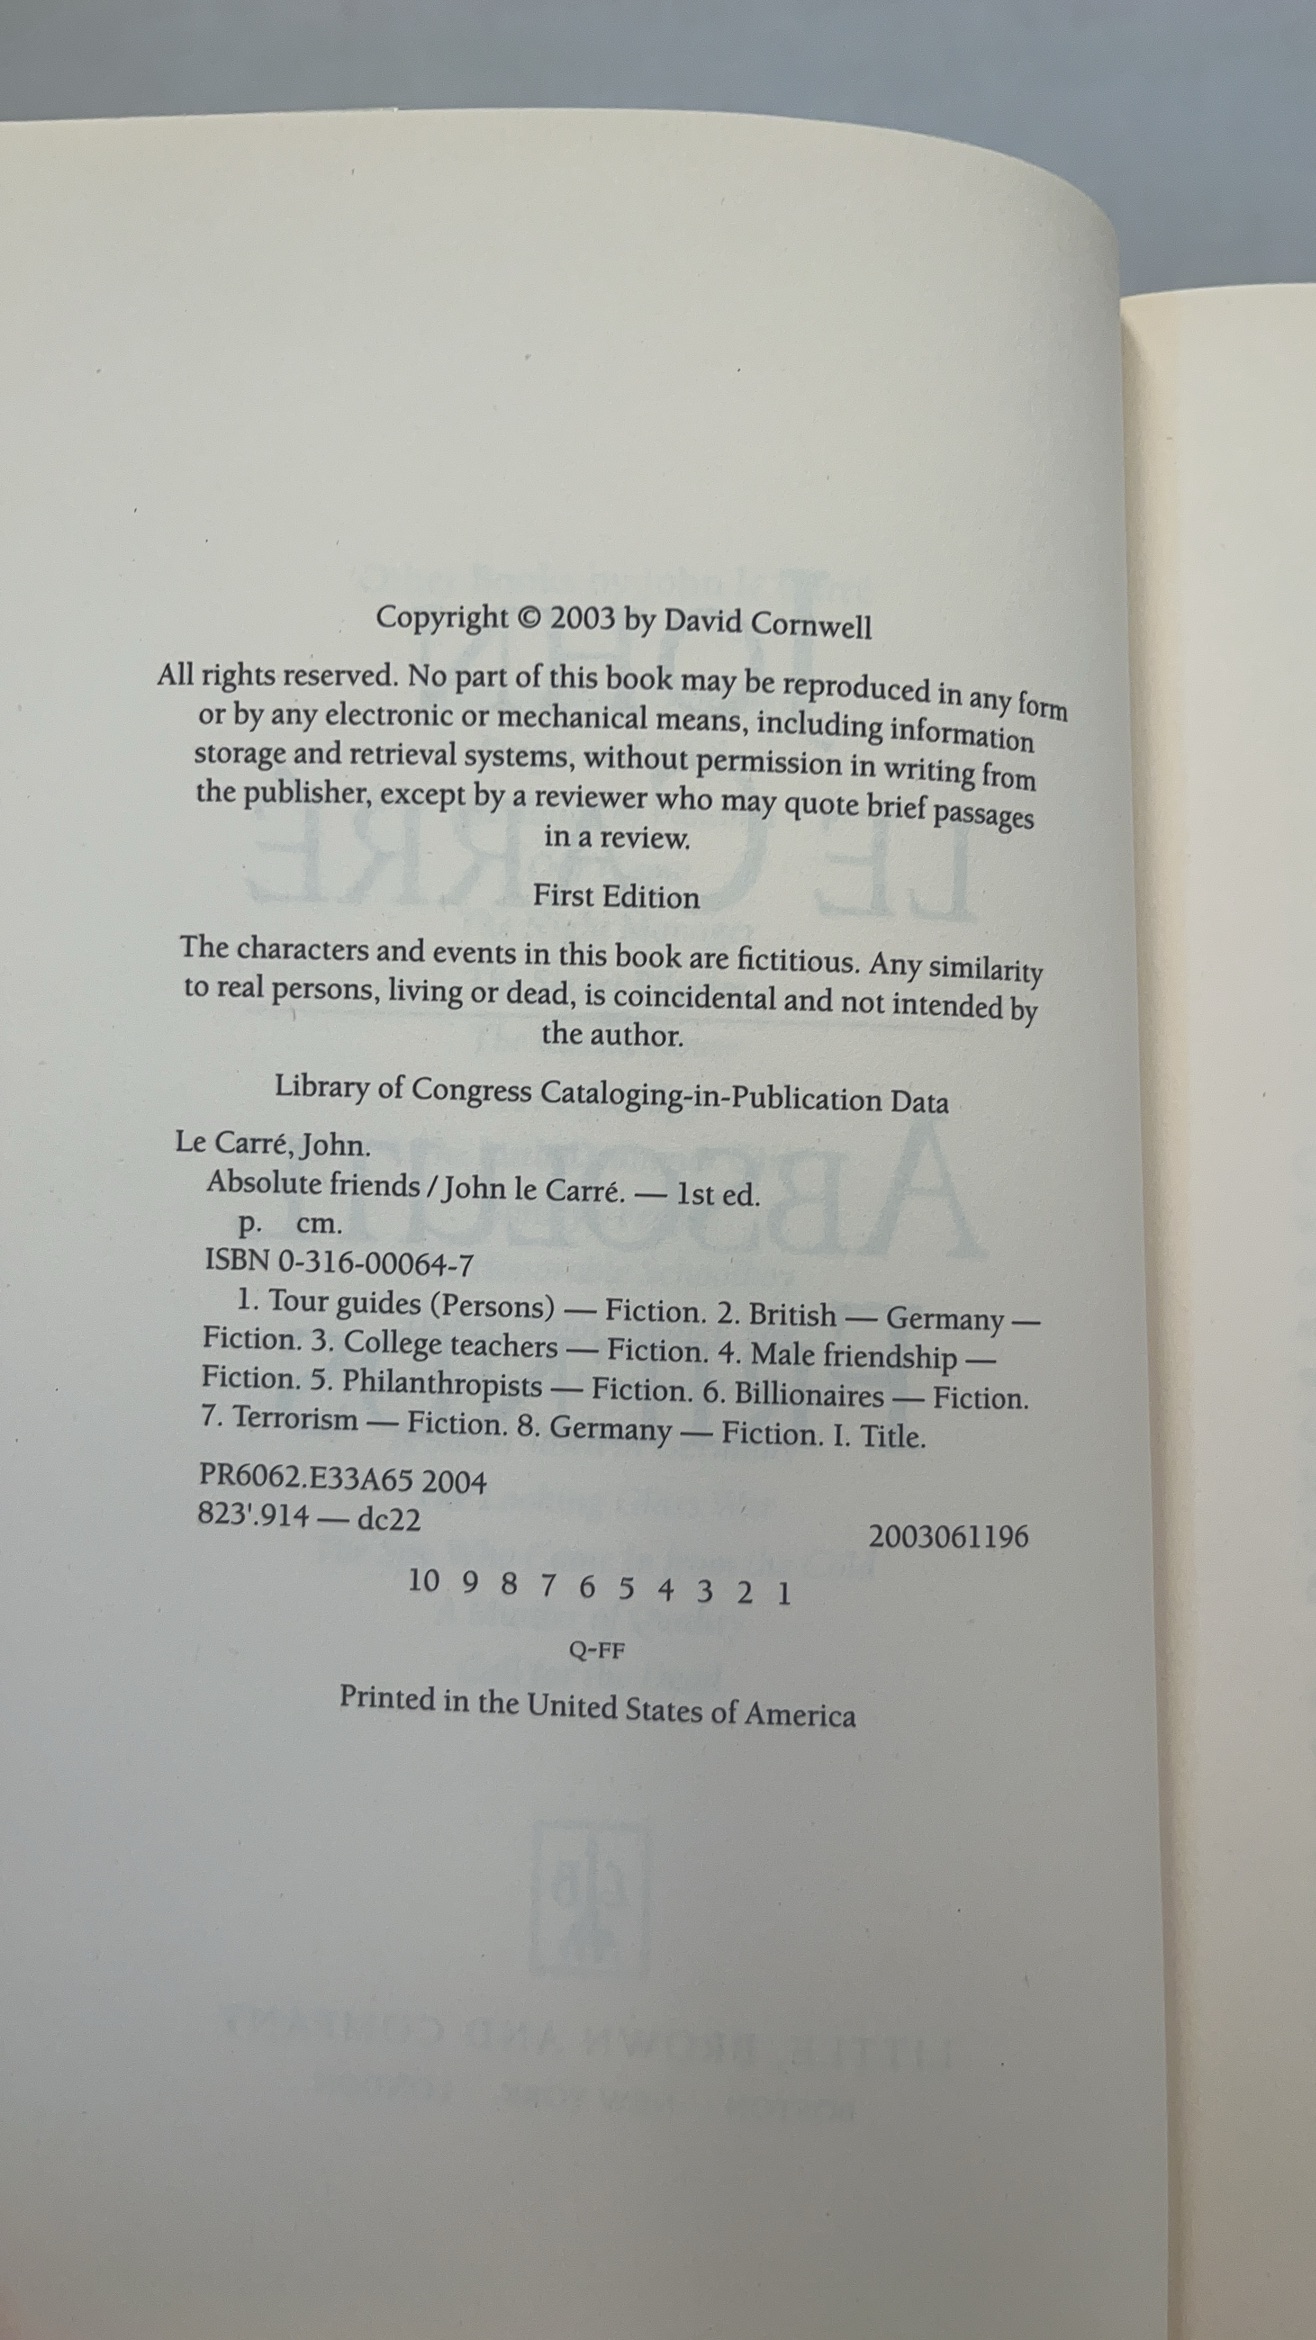 Copyright © 2003 by David Cornwell
All rights reserved. No part of this book may be reproduced in any form
or by any electronic or mechanical means, including information
storage and retrieval systems, without permission in writing from
the publisher, except by a reviewer who may quote brief passages
in a review.
First Edition
The characters and events in this book are fictitious. Any similarity
to real persons, living or dead, is coincidental and not intended by
the author.
Library of Congress Cataloging-in-Publication Data
Le Carré, John.
Absolute friends / John le Carré. — 1st ed.
p. cm.
ISBN 0-316-00064-7
1. Tour guides (Persons) — Fiction. 2. British — Germany —
Fiction. 3. College teachers — Fiction. 4. Male friendship —
Fiction. 5. Philanthropists — Fiction. 6. Billionaires — Fiction.
7. Terrorism — Fiction. 8. Germany — Fiction. I. Title.
PR6062.E33A65 2004
823'.914 — dc22
2003061196
10 9 8 7 6 5 4 3 2 1
Q-FF
Printed in the United States of America